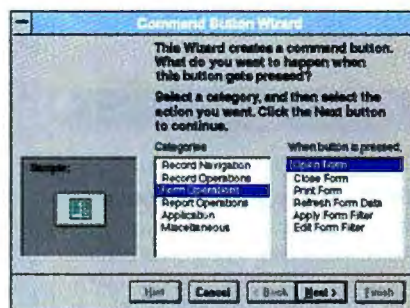 Command Button Wizard
This Wizard creates a command button.
What do you want to happen when
this button gets pressed?
Select a category, and then select the
action you want. Click the Next button
to continue.
Sample:
Categories
Record Navigation
Record Operations
Form Operations
Report Operations
Application
Miscellaneous
When button is pressed:
Open Form
Close Form
Print Form
Refresh Form Data
Apply Form Filter
Edit Form Filter
Hint
Cancel
< Back
Next >
Finish